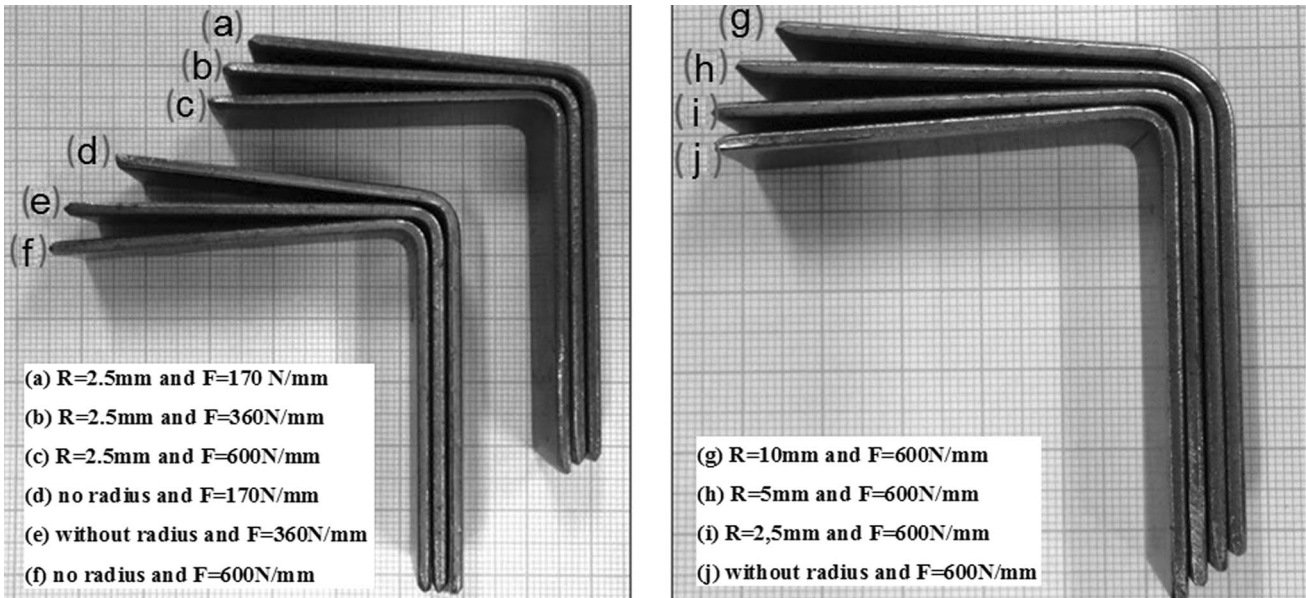 (a)
(b)
(c)
(d)
(e)
(f)
(a) R=2.5mm and F=170 N/mm
(b) R=2.5mm and F=360N/mm
(c) R=2.5mm and F=600N/mm
(d) no radius and F=170N/mm
(e) without radius and F=360N/mm
(f) no radius and F=600N/mm
(g)
(h)
(i)
(j)
(g) R=10mm and F=600N/mm
(h) R=5mm and F=600N/mm
(i) R=2,5mm and F=600N/mm
(j) without radius and F=600N/mm